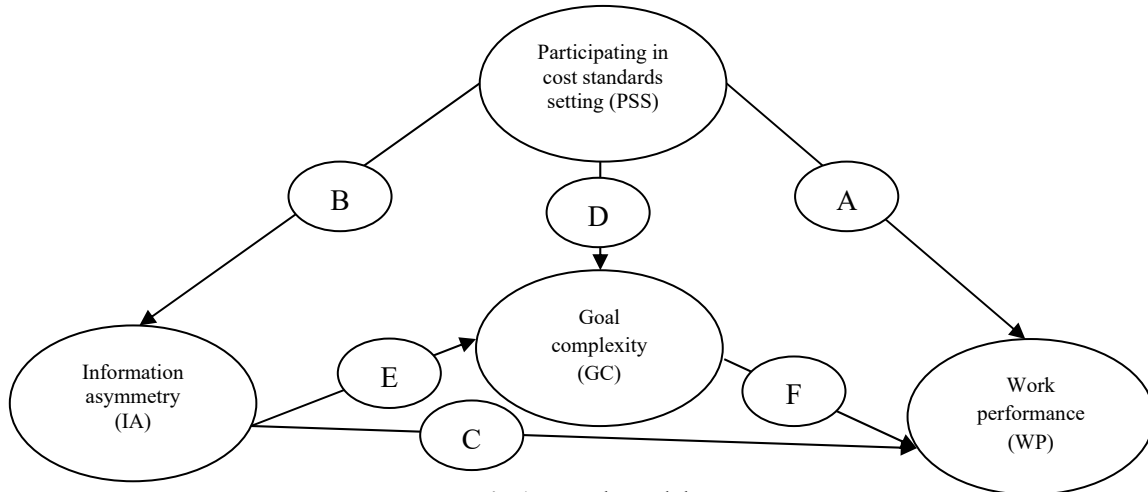 Participating in
cost standards
setting (PSS)
B
D
A
Goal
complexity
(GC)
Information
asymmetry
(IA)
E
F
Work
performance
(WP)
C